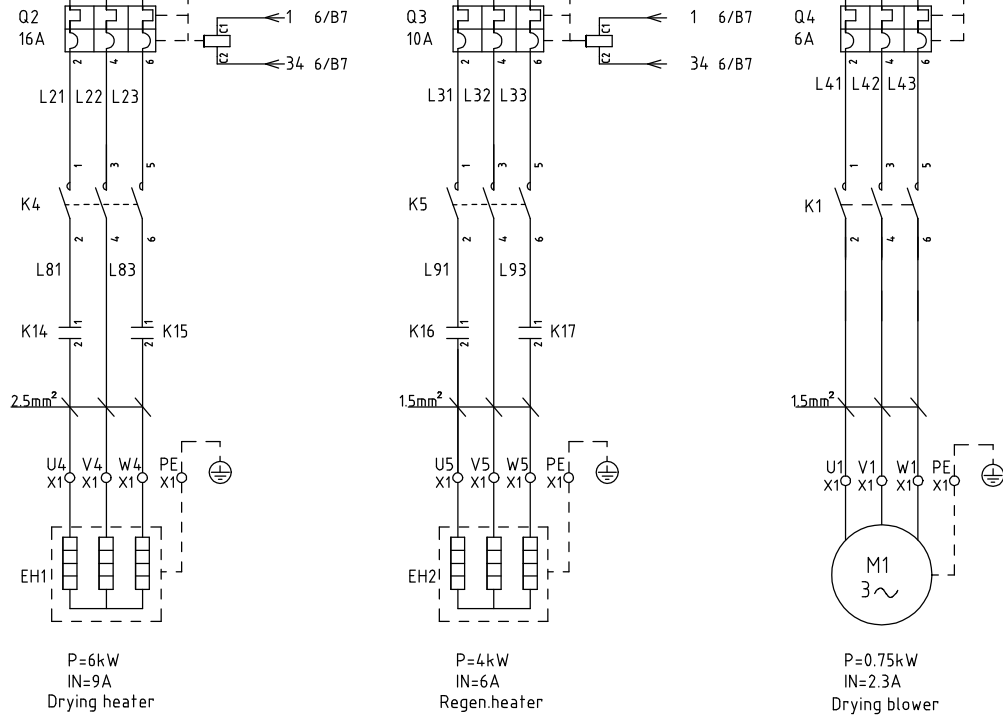 Q2
16A
C1
C2
1 6/B7
34 6/B7
2 4 6
L21 L22 L23
1 3 5
K4
2 4 6
L81 L83
K14 1 2
1 2 K15
2.5mm²
U4 V4 W4 PE
X1 X1 X1 X1
EH1
P=6kW
IN=9A
Drying heater
Q3
10A
C1
C2
1 6/B7
34 6/B7
2 4 6
L31 L32 L33
1 3 5
K5
2 4 6
L91 L93
K16 1 2
1 2 K17
1.5mm²
U5 V5 W5 PE
X1 X1 X1 X1
EH2
P=4kW
IN=6A
Regen.heater
Q4
6A
2 4 6
L41 L42 L43
1 3 5
K1
2 4 6
1.5mm²
U1 V1 W1 PE
X1 X1 X1 X1
M1
3～
P=0.75kW
IN=2.3A
Drying blower